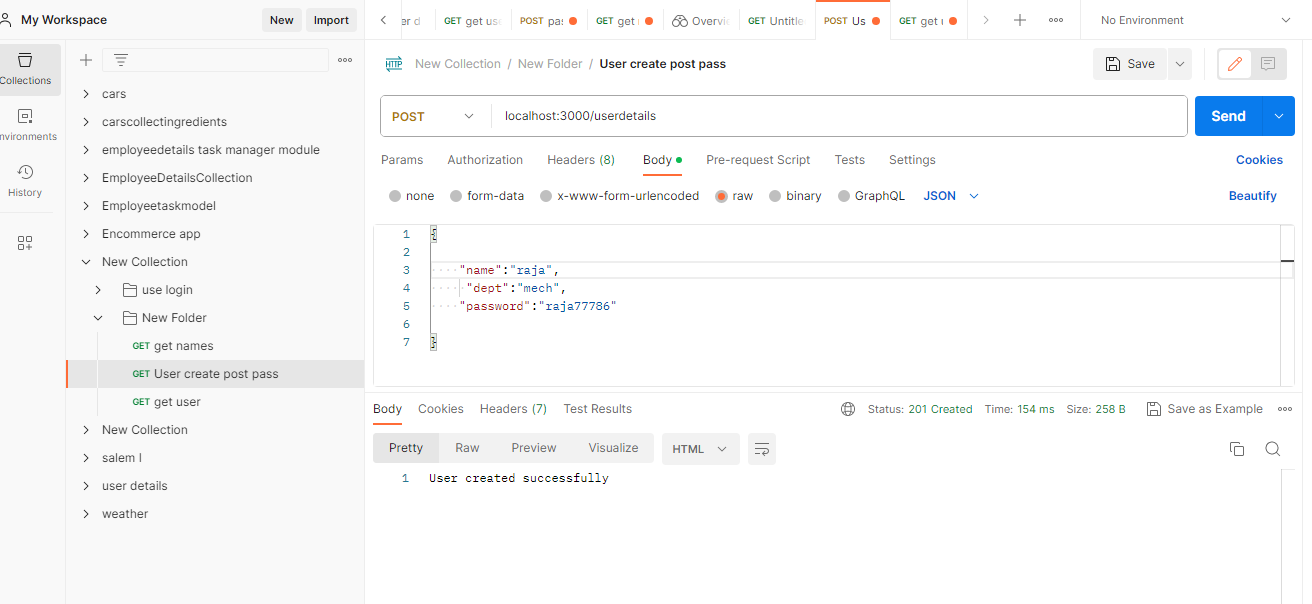 My Workspace
New
Import
GET get use
POST pas
GET get r
Overvi
GET Untitle
POST Us
GET get u
No Environment
Collections
Environments
History
cars
carscollectingredients
employeedetails task manager module
EmployeeDetailsCollection
Employeetaskmodel
Encommerce app
New Collection
use login
New Folder
GET get names
GET User create post pass
GET get user
New Collection
salem l
user details
weather
HTTP New Collection / New Folder / User create post pass
Save
POST
localhost:3000/userdetails
Send
Params Authorization Headers (8) Body Pre-request Script Tests Settings Cookies
none form-data x-www-form-urlencoded raw binary GraphQL JSON Beautify
1 {
2
3 "name":"raja",
4 "dept":"mech",
5 "password":"raja77786"
6
7 }
Body Cookies Headers (7) Test Results Status: 201 Created Time: 154 ms Size: 258 B Save as Example
Pretty Raw Preview Visualize HTML
1 User created successfully